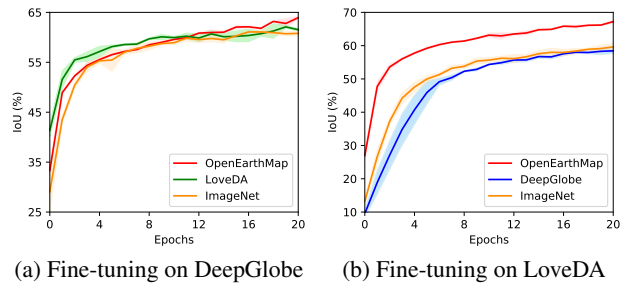 65
55
45
35
25
IoU (%)
OpenEarthMap
LoveDA
ImageNet
0 4 8 12 16 20
Epochs
(a) Fine-tuning on DeepGlobe
70
60
50
40
30
20
10
IoU (%)
OpenEarthMap
DeepGlobe
ImageNet
0 4 8 12 16 20
Epochs
(b) Fine-tuning on LoveDA